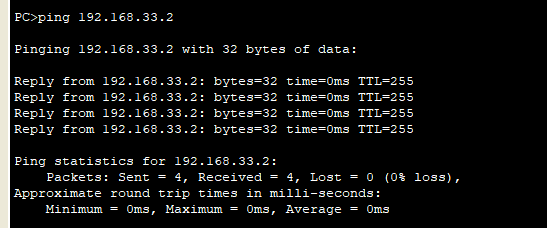 PC>ping 192.168.33.2
Pinging 192.168.33.2 with 32 bytes of data:
Reply from 192.168.33.2: bytes=32 time=0ms TTL=255
Reply from 192.168.33.2: bytes=32 time=0ms TTL=255
Reply from 192.168.33.2: bytes=32 time=0ms TTL=255
Reply from 192.168.33.2: bytes=32 time=0ms TTL=255
Ping statistics for 192.168.33.2:
    Packets: Sent = 4, Received = 4, Lost = 0 (0% loss),
Approximate round trip times in milli-seconds:
    Minimum = 0ms, Maximum = 0ms, Average = 0ms